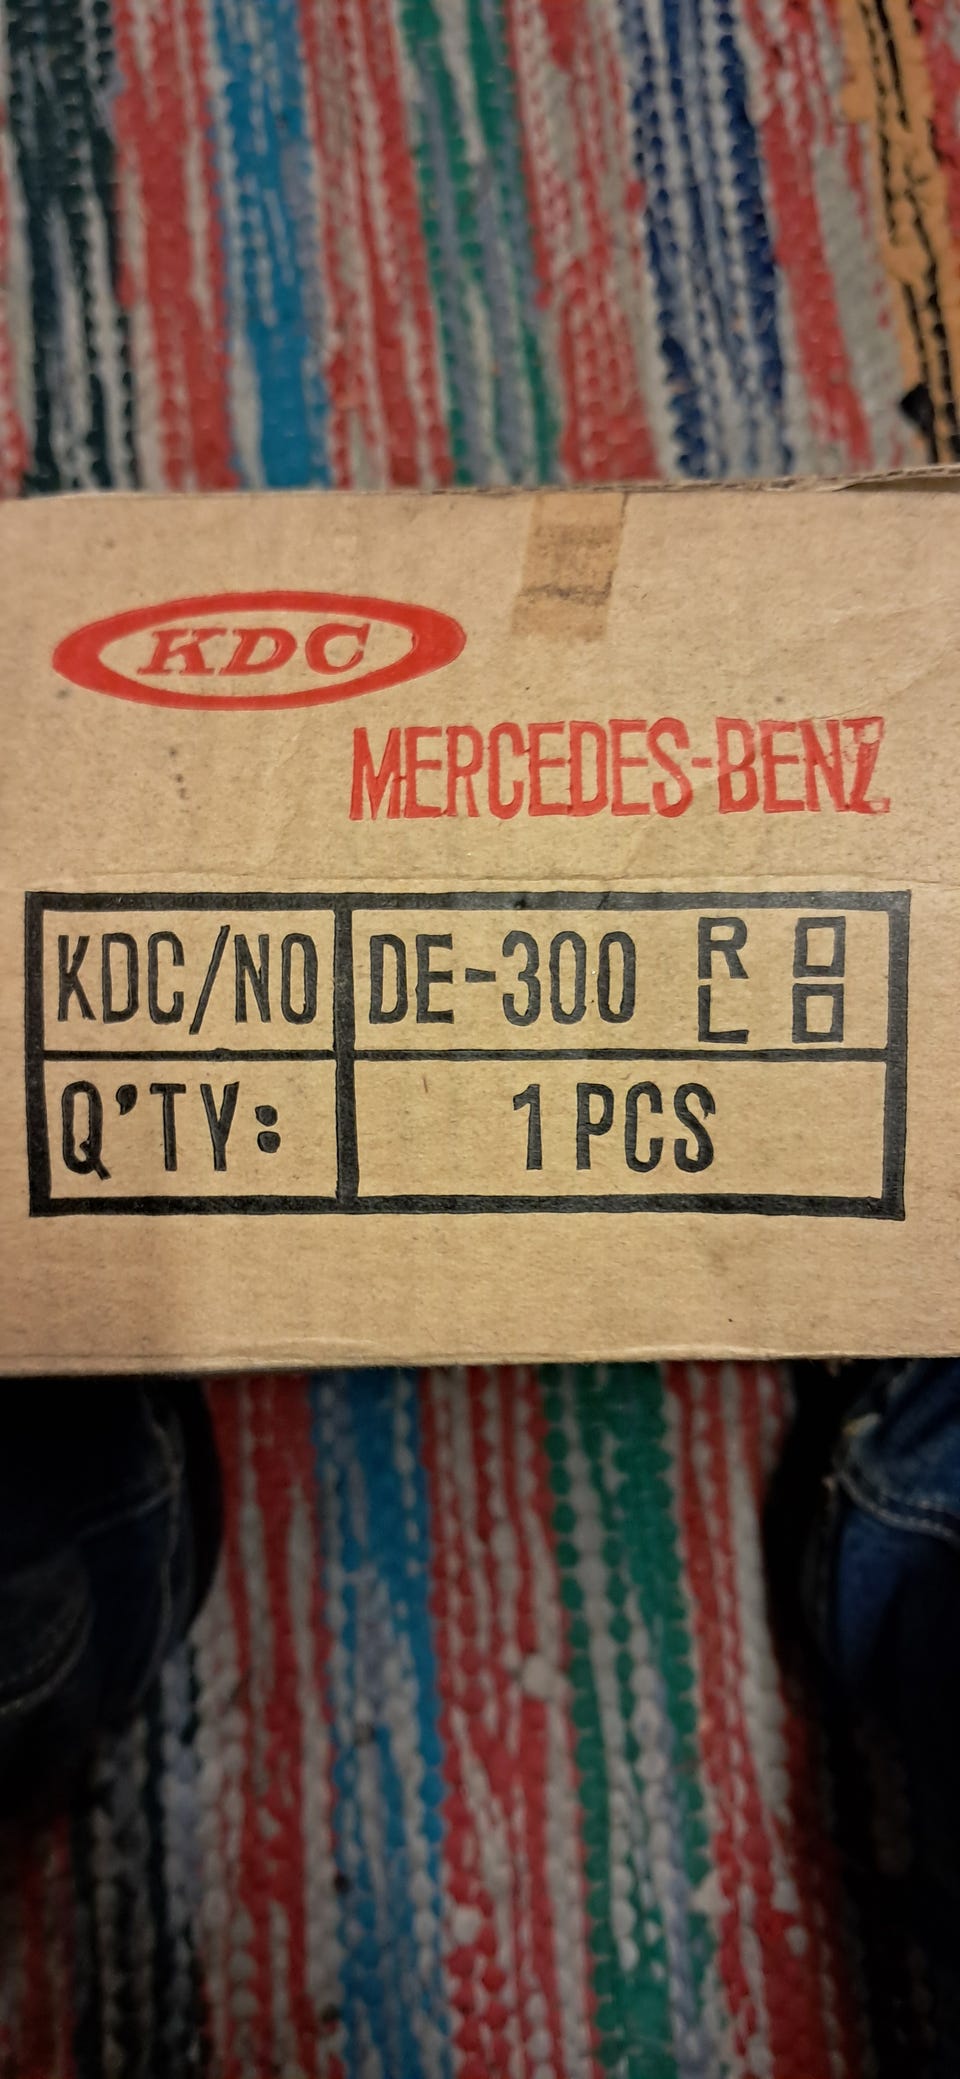 KDC
MERCEDES-BENZ
KDC/NO DE-300 R
L
Q'TY: 1 PCS